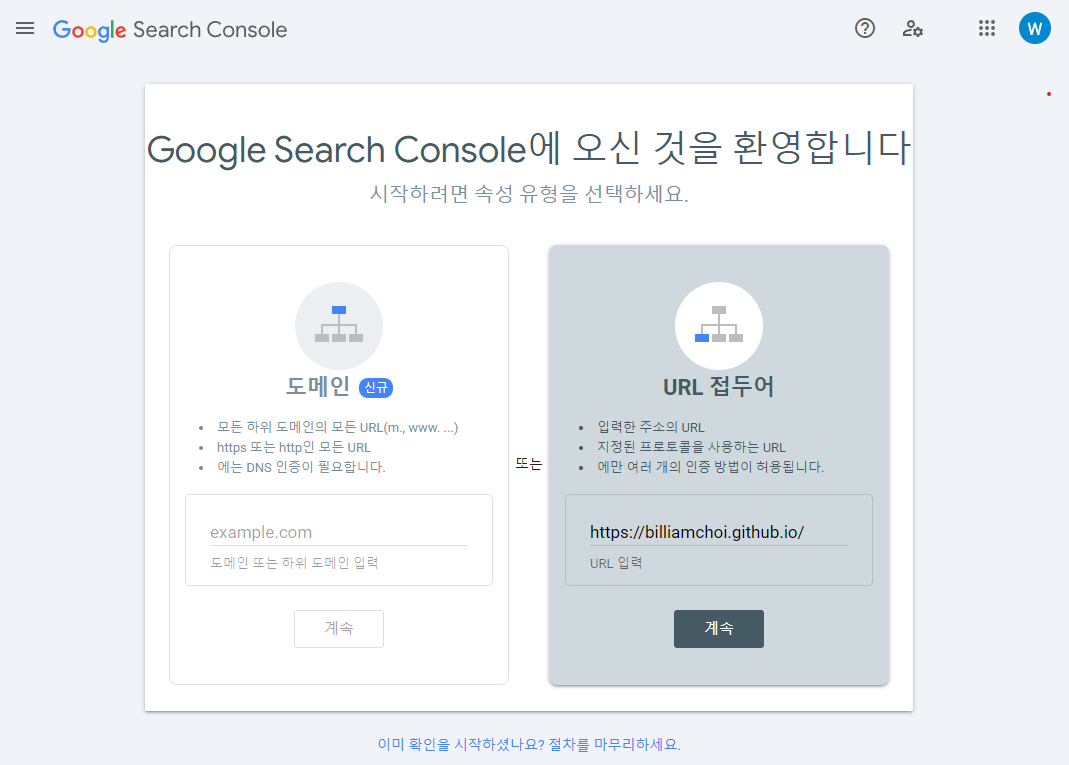 Google Search Console
W
Google Search Console에 오신 것을 환영합니다
시작하려면 속성 유형을 선택하세요.
도메인 신규
• 모든 하위 도메인의 모든 URL(m., www. ...)
• https 또는 http인 모든 URL
• 에는 DNS 인증이 필요합니다.
example.com
도메인 또는 하위 도메인 입력
계속
또는
URL 접두어
• 입력한 주소의 URL
• 지정된 프로토콜을 사용하는 URL
• 에만 여러 개의 인증 방법이 허용됩니다.
https://billiamchoi.github.io/
URL 입력
계속
이미 확인을 시작하셨나요? 절차를 마무리하세요.